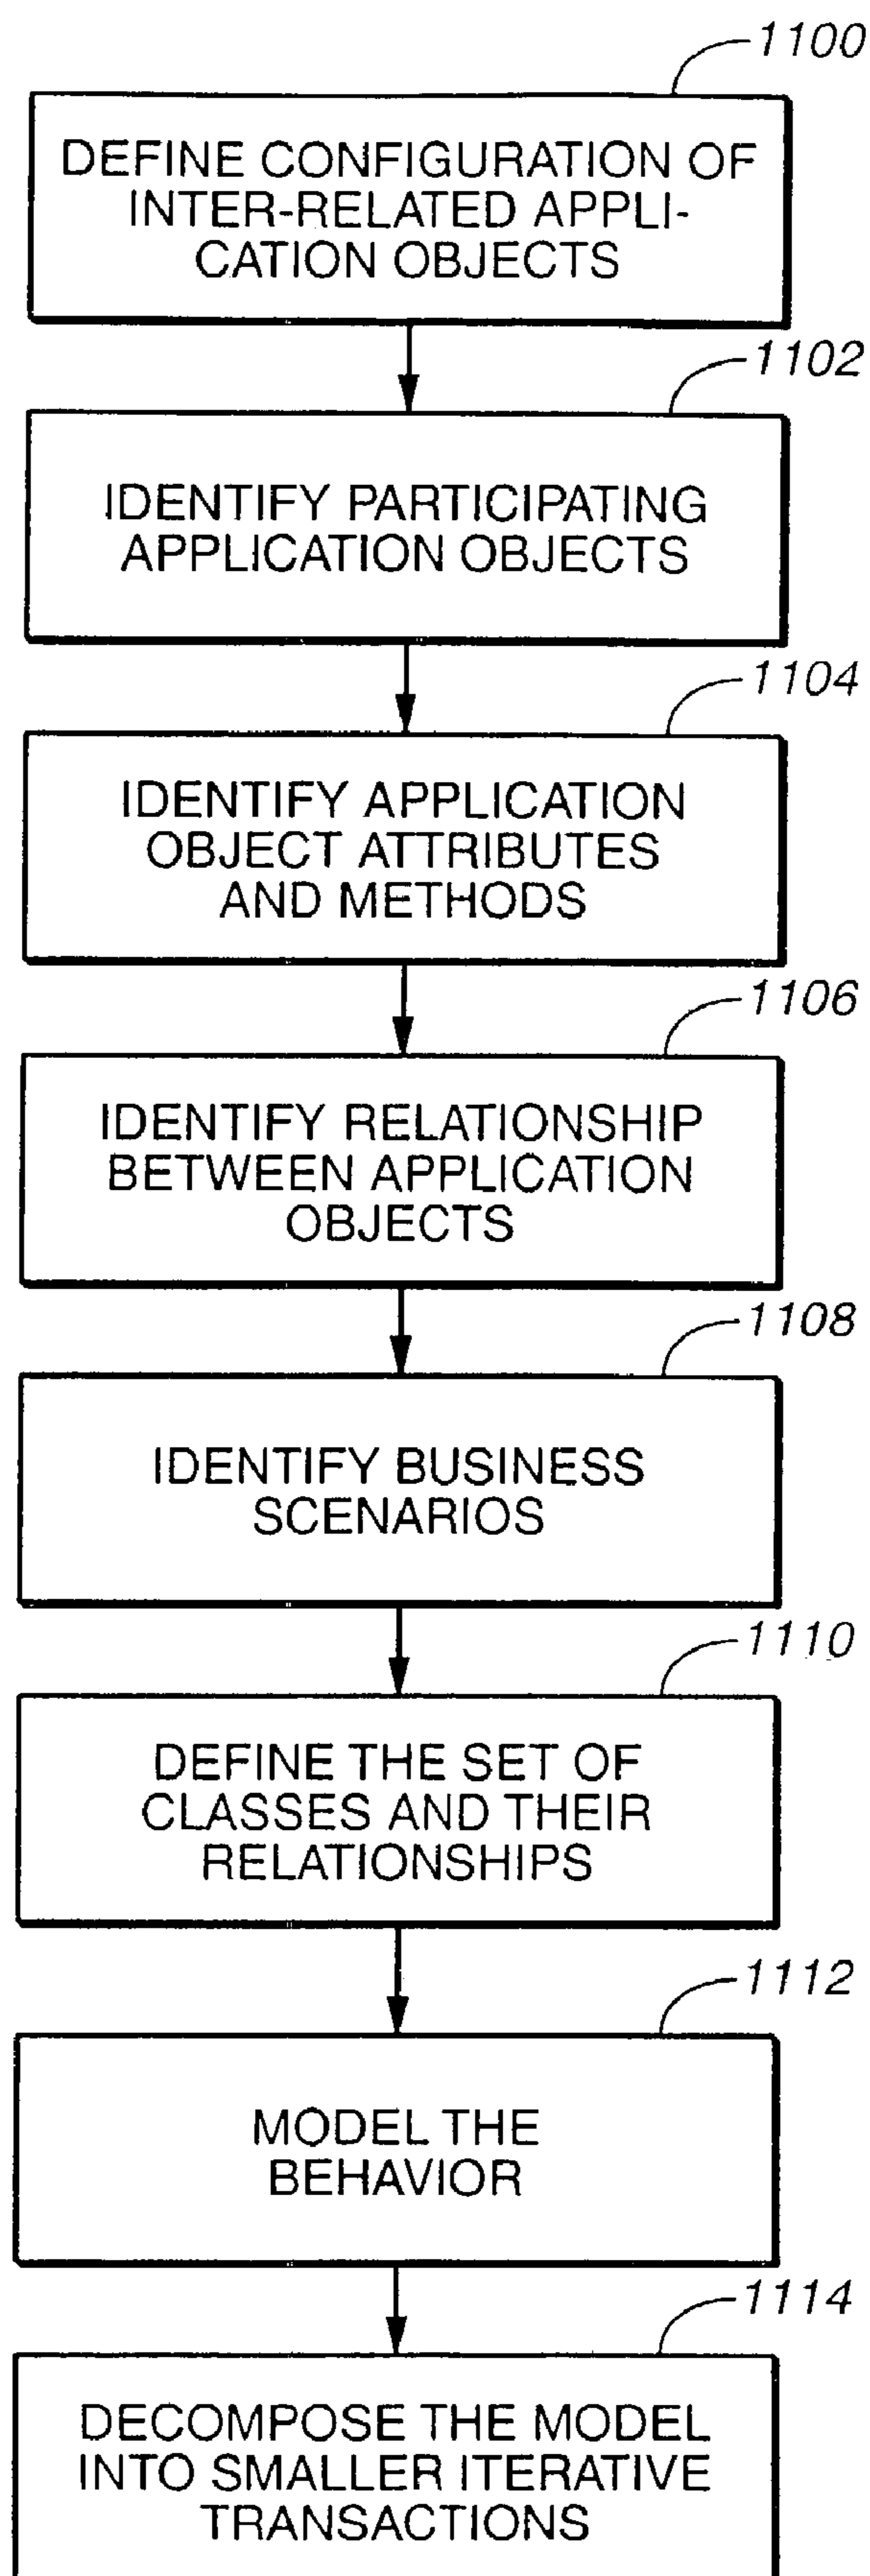 1100
DEFINE CONFIGURATION OF
INTER-RELATED APPLI-
CATION OBJECTS
1102
IDENTIFY PARTICIPATING
APPLICATION OBJECTS
1104
IDENTIFY APPLICATION
OBJECT ATTRIBUTES
AND METHODS
1106
IDENTIFY RELATIONSHIP
BETWEEN APPLICATION
OBJECTS
1108
IDENTIFY BUSINESS
SCENARIOS
1110
DEFINE THE SET OF
CLASSES AND THEIR
RELATIONSHIPS
1112
MODEL THE
BEHAVIOR
1114
DECOMPOSE THE MODEL
INTO SMALLER ITERATIVE
TRANSACTIONS